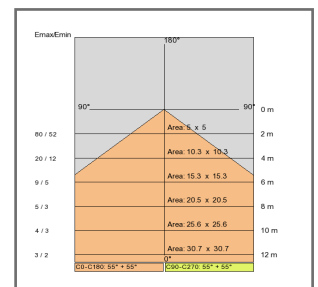 Emax/Emin
180°
90° 90° 0 m
Area: 5 x 5
80 / 52 2 m
Area: 10.3 x 10.3
20 / 12 4 m
Area: 15.3 x 15.3
9 / 5 6 m
Area: 20.5 x 20.5
5 / 3 8 m
Area: 25.6 x 25.6
4 / 3 10 m
Area: 30.7 x 30.7
3 / 2 12 m
0°
C0-C180: 55° + 55° C90-C270: 55° + 55°